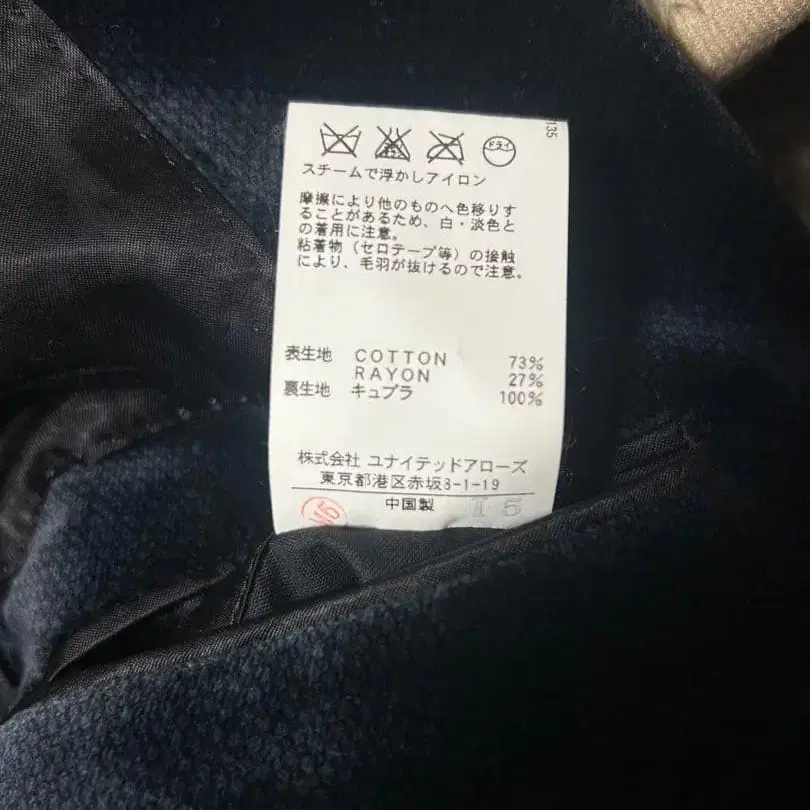 135
ドライ
スチームで浮かしアイロン
摩擦により他のものへ色移りす
ることがあるため、白・淡色と
の着用に注意。
粘着物(セロテープ等)の接触
により、毛羽が抜けるので注意。
表生地 COTTON 73%
RAYON 27%
裏生地 キュプラ 100%
株式会社 ユナイテッドアローズ
東京都港区赤坂8-1-19
中国製 I5